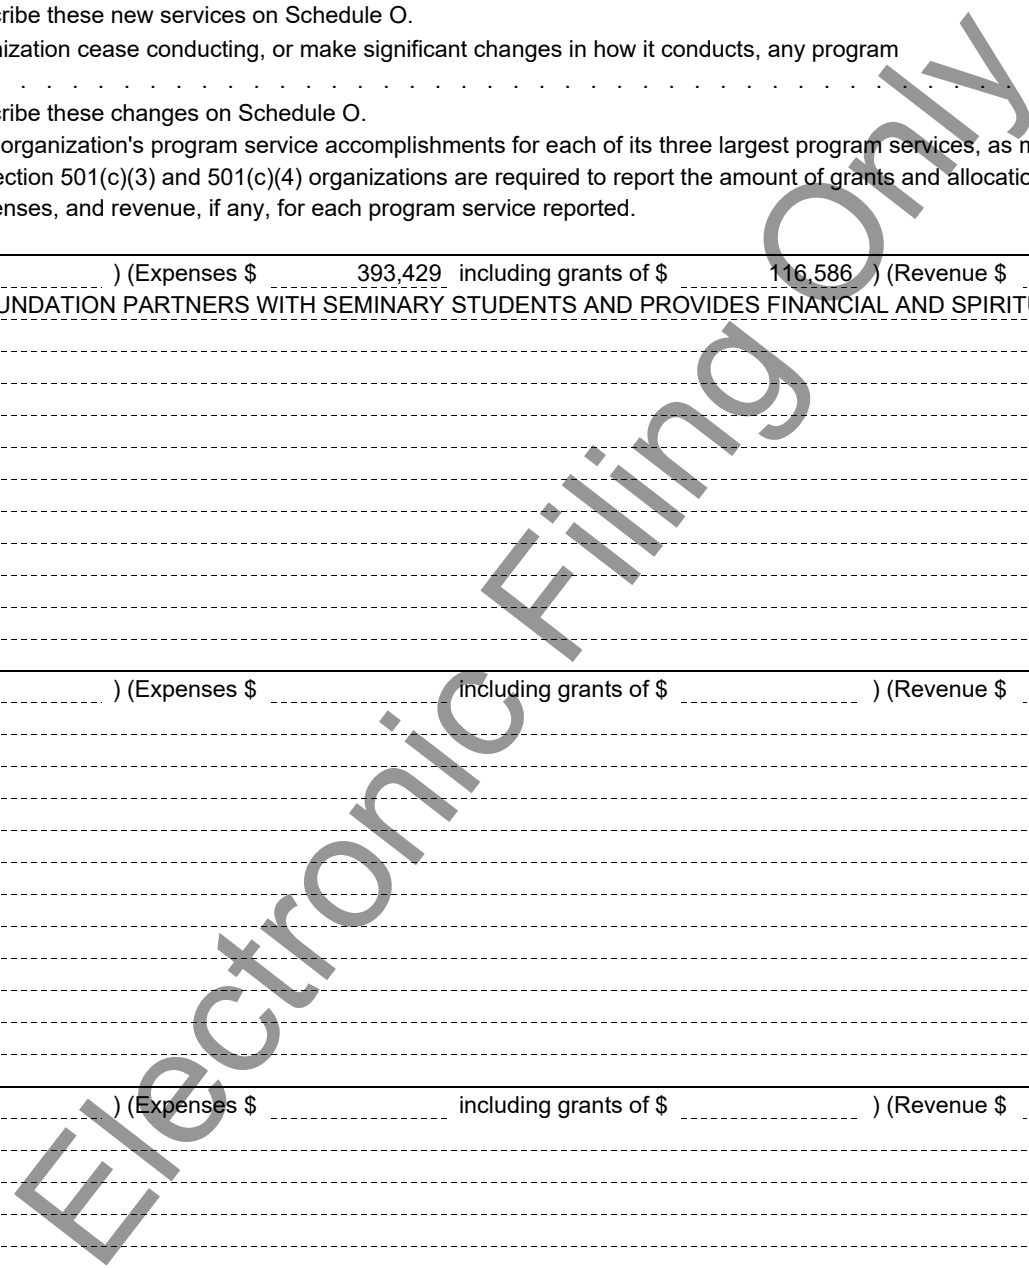 ribe these new services on Schedule O.
ization cease conducting, or make significant changes in how it conducts, any program
. . . . . . . . . . . . . . . . . . . . . . . . . . . . . . . . . . . . . . .
ribe these changes on Schedule O.
organization's program service accomplishments for each of its three largest program services, as m
ection 501(c)(3) and 501(c)(4) organizations are required to report the amount of grants and allocatio
enses, and revenue, if any, for each program service reported.
) (Expenses $ 393,429 including grants of $ 116,586 ) (Revenue $
UNDATION PARTNERS WITH SEMINARY STUDENTS AND PROVIDES FINANCIAL AND SPIRITU
) (Expenses $ including grants of $ ) (Revenue $
) (Expenses $ including grants of $ ) (Revenue $
Electronic Filing Only